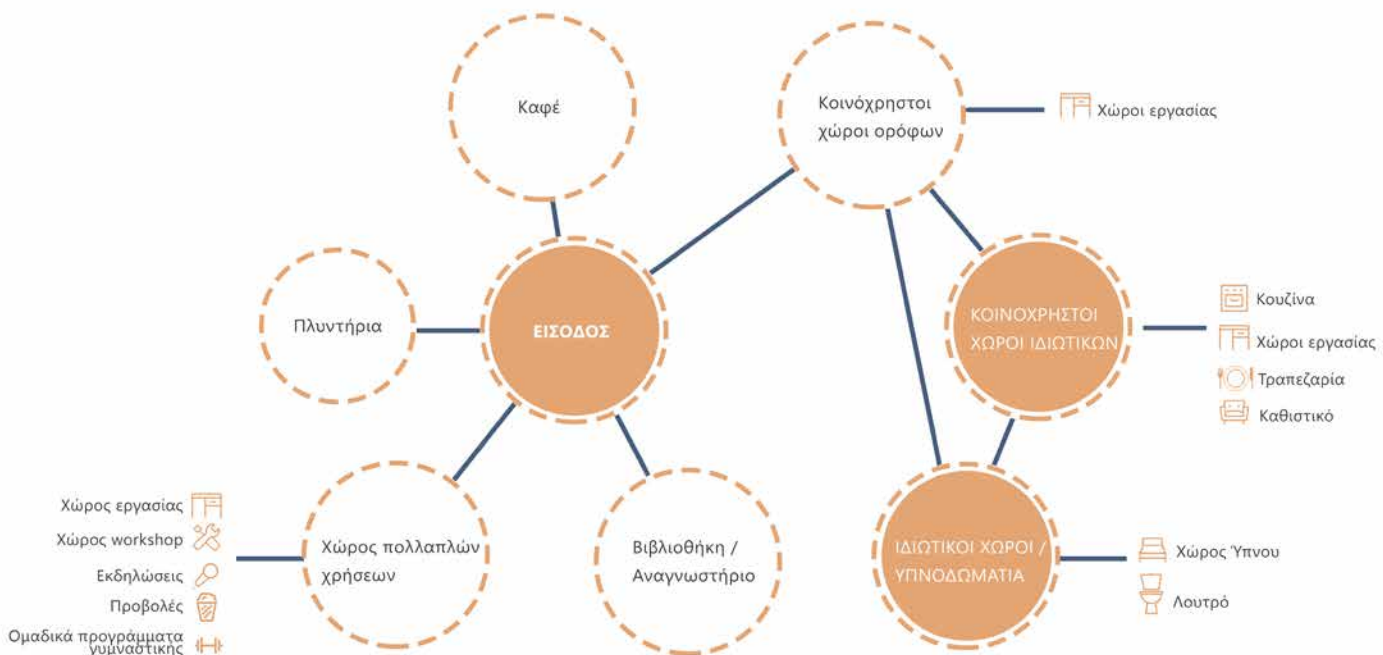 Καφέ
Κοινόχρηστοι
χώροι ορόφων
Χώροι εργασίας
Πλυντήρια
ΕΙΣΟΔΟΣ
ΚΟΙΝΟΧΡΗΣΤΟΙ
ΧΩΡΟΙ ΙΔΙΩΤΙΚΩΝ
Κουζίνα
Χώροι εργασίας
Τραπεζαρία
Καθιστικό
Χώρος εργασίας
Χώρος workshop
Εκδηλώσεις
Προβολές
Ομαδικά προγράμματα
γυμναστικής
Χώρος πολλαπλών
χρήσεων
Βιβλιοθήκη /
Αναγνωστήριο
ΙΔΙΩΤΙΚΟΙ ΧΩΡΟΙ /
ΥΠΝΟΔΩΜΑΤΙΑ
Χώρος Ύπνου
Λουτρό